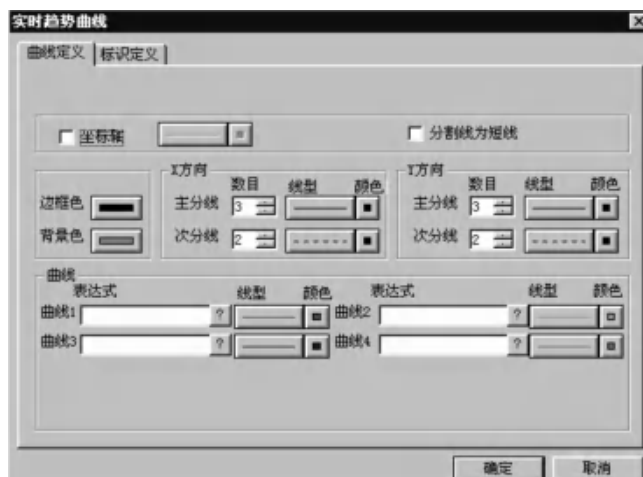 实时趋势曲线
曲线定义 标识定义
坐标轴 分割线为短线
X方向 Y方向
数目 线型 颜色 数目 线型 颜色
边框色 主分线 3 主分线 3
背景色 次分线 2 次分线 2
曲线
表达式 线型 颜色 表达式 线型 颜色
曲线1 ? 曲线2 ?
曲线3 ? 曲线4 ?
确定 取消